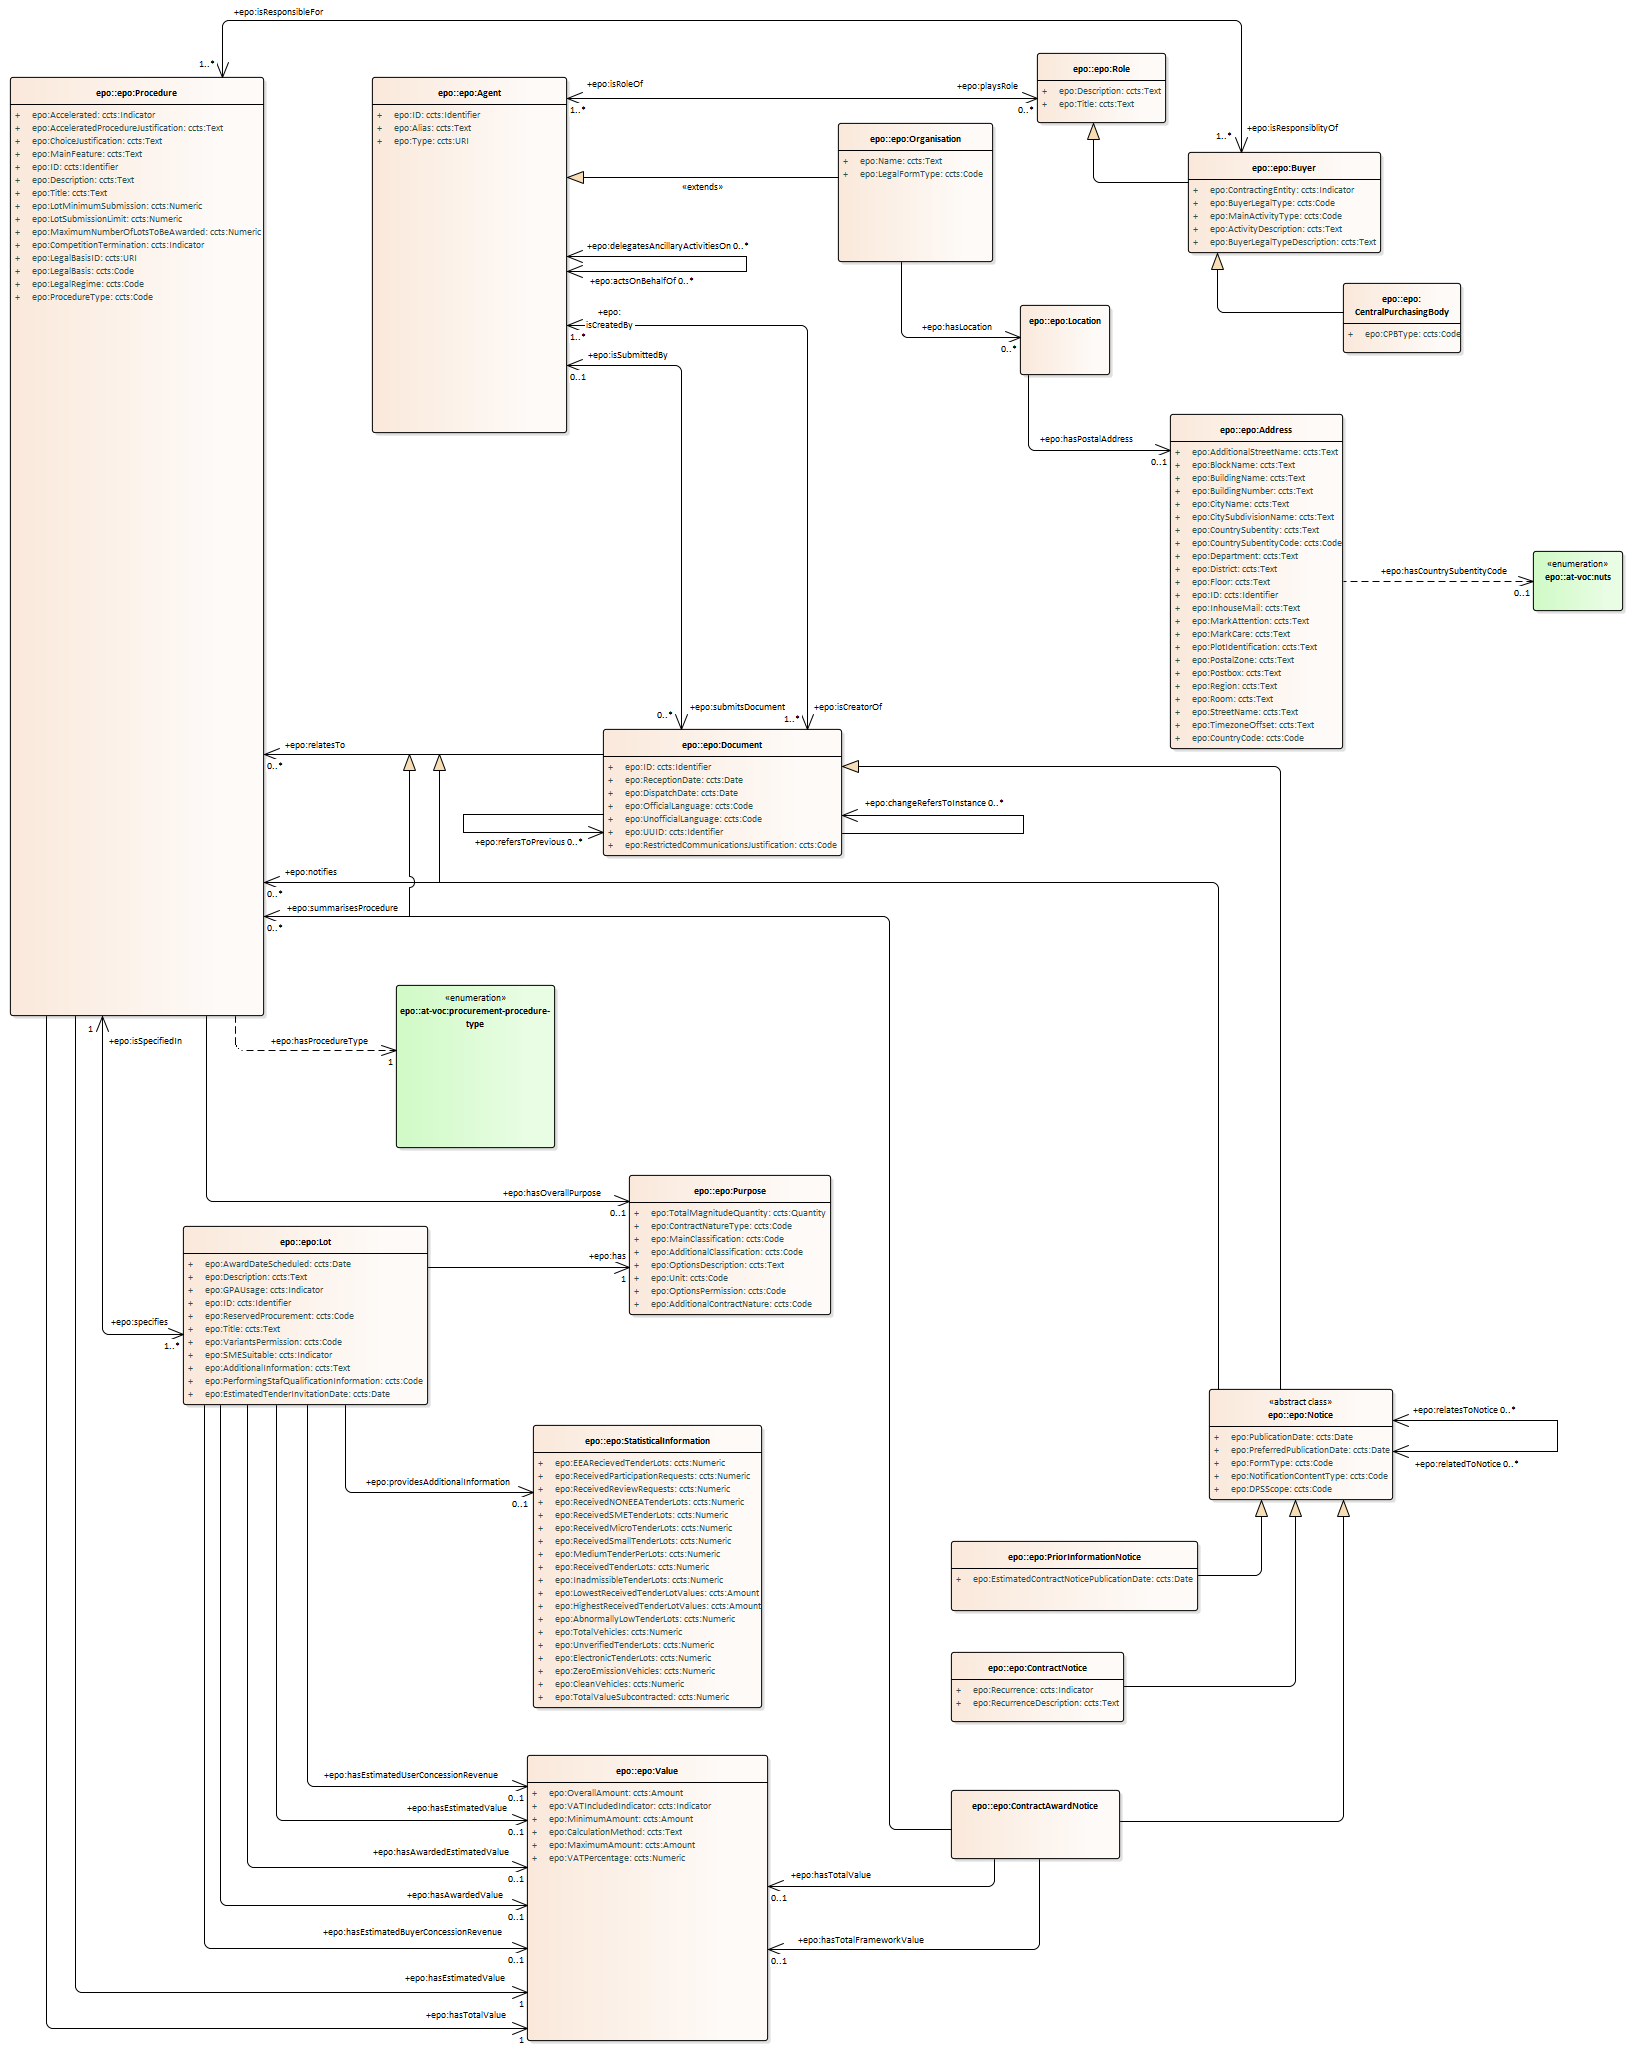 +epo:isResponsibleFor
1..*
epo::epo:Procedure
+ epo:Accelerated: ccts:Indicator
+ epo:AcceleratedProcedureJustification: ccts:Text
+ epo:ChoiceJustification: ccts:Text
+ epo:MainFeature: ccts:Text
+ epo:ID: ccts:Identifier
+ epo:Description: ccts:Text
+ epo:Title: ccts:Text
+ epo:LotMinimumSubmission: ccts:Numeric
+ epo:LotSubmissionLimit: ccts:Numeric
+ epo:MaximumNumberOfLotsToBeAwarded: ccts:Numeric
+ epo:CompetitionTermination: ccts:Indicator
+ epo:LegalBasisID: ccts:URI
+ epo:LegalBasis: ccts:Code
+ epo:LegalRegime: ccts:Code
+ epo:ProcedureType: ccts:Code
epo::epo:Agent
+ epo:ID: ccts:Identifier
+ epo:Alias: ccts:Text
+ epo:Type: ccts:URI
+epo:isRoleOf
1..*
+epo:playsRole
0..*
epo::epo:Role
+ epo:Description: ccts:Text
+ epo:Title: ccts:Text
epo::epo:Organisation
+ epo:Name: ccts:Text
+ epo:LegalFormType: ccts:Code
«extends»
1..*
+epo:isResponsiblityOf
epo::epo:Buyer
+ epo:ContractingEntity: ccts:Indicator
+ epo:BuyerLegalType: ccts:Code
+ epo:MainActivityType: ccts:Code
+ epo:ActivityDescription: ccts:Text
+ epo:BuyerLegalTypeDescription: ccts:Text
epo::epo:
CentralPurchasingBody
+ epo:CPBType: ccts:Code
+epo:delegatesAncillaryActivitiesOn 0..*
+epo:actsOnBehalfOf 0..*
+epo:
isCreatedBy
1..*
+epo:isSubmittedBy
0..1
+epo:hasLocation
0..*
epo::epo:Location
+epo:hasPostalAddress
0..1
epo::epo:Address
+ epo:AdditionalStreetName: ccts:Text
+ epo:BlockName: ccts:Text
+ epo:BuildingName: ccts:Text
+ epo:BuildingNumber: ccts:Text
+ epo:CityName: ccts:Text
+ epo:CitySubdivisionName: ccts:Text
+ epo:CountrySubentity: ccts:Text
+ epo:CountrySubentityCode: ccts:Code
+ epo:Department: ccts:Text
+ epo:District: ccts:Text
+ epo:Floor: ccts:Text
+ epo:ID: ccts:Identifier
+ epo:InhouseMail: ccts:Text
+ epo:MarkAttention: ccts:Text
+ epo:MarkCare: ccts:Text
+ epo:PlotIdentification: ccts:Text
+ epo:PostalZone: ccts:Text
+ epo:Postbox: ccts:Text
+ epo:Region: ccts:Text
+ epo:Room: ccts:Text
+ epo:StreetName: ccts:Text
+ epo:TimezoneOffset: ccts:Text
+ epo:CountryCode: ccts:Code
+epo:hasCountrySubentityCode
0..1
«enumeration»
epo::at-voc:nuts
0..*
+epo:submitsDocument
1..*
+epo:isCreatorOf
+epo:relatesTo
0..*
epo::epo:Document
+ epo:ID: ccts:Identifier
+ epo:ReceptionDate: ccts:Date
+ epo:DispatchDate: ccts:Date
+ epo:OfficialLanguage: ccts:Code
+ epo:UnofficialLanguage: ccts:Code
+ epo:UUID: ccts:Identifier
+ epo:RestrictedCommunicationsJustification: ccts:Code
+epo:changeRefersToInstance 0..*
+epo:refersToPrevious 0..*
+epo:notifies
0..*
+epo:summarisesProcedure
0..*
1
+epo:isSpecifiedIn
+epo:hasProcedureType
1
«enumeration»
epo::at-voc:procurement-procedure-
type
+epo:hasOverallPurpose
0..1
epo::epo:Purpose
+ epo:TotalMagnitudeQuantity: ccts:Quantity
+ epo:ContractNatureType: ccts:Code
+ epo:MainClassification: ccts:Code
+ epo:AdditionalClassification: ccts:Code
+ epo:OptionsDescription: ccts:Text
+ epo:Unit: ccts:Code
+ epo:OptionsPermission: ccts:Code
+ epo:AdditionalContractNature: ccts:Code
+epo:has
1
epo::epo:Lot
+ epo:AwardDateScheduled: ccts:Date
+ epo:Description: ccts:Text
+ epo:GPAUsage: ccts:Indicator
+ epo:ID: ccts:Identifier
+ epo:ReservedProcurement: ccts:Code
+ epo:Title: ccts:Text
+ epo:VariantsPermission: ccts:Code
+ epo:SMESuitable: ccts:Indicator
+ epo:AdditionalInformation: ccts:Text
+ epo:PerformingStafQualificationInformation: ccts:Code
+ epo:EstimatedTenderInvitationDate: ccts:Date
+epo:specifies
1..*
«abstract class»
epo::epo:Notice
+ epo:PublicationDate: ccts:Date
+ epo:PreferredPublicationDate: ccts:Date
+ epo:FormType: ccts:Code
+ epo:NotificationContentType: ccts:Code
+ epo:DPSScope: ccts:Code
+epo:relatesToNotice 0..*
+epo:relatedToNotice 0..*
+epo:providesAdditionalInformation
0..1
epo::epo:StatisticalInformation
+ epo:EEARecievedTenderLots: ccts:Numeric
+ epo:ReceivedParticipationRequests: ccts:Numeric
+ epo:ReceivedReviewRequests: ccts:Numeric
+ epo:ReceivedNONEEATenderLots: ccts:Numeric
+ epo:ReceivedSMETenderLots: ccts:Numeric
+ epo:ReceivedMicroTenderLots: ccts:Numeric
+ epo:ReceivedSmallTenderLots: ccts:Numeric
+ epo:MediumTenderPerLots: ccts:Numeric
+ epo:ReceivedTenderLots: ccts:Numeric
+ epo:InadmissibleTenderLots: ccts:Numeric
+ epo:LowestReceivedTenderLotValues: ccts:Amount
+ epo:HighestReceivedTenderLotValues: ccts:Amount
+ epo:AbnormallyLowTenderLots: ccts:Numeric
+ epo:TotalVehicles: ccts:Numeric
+ epo:UnverifiedTenderLots: ccts:Numeric
+ epo:ElectronicTenderLots: ccts:Numeric
+ epo:ZeroEmissionVehicles: ccts:Numeric
+ epo:CleanVehicles: ccts:Numeric
+ epo:TotalValueSubcontracted: ccts:Numeric
epo::epo:PriorInformationNotice
+ epo:EstimatedContractNoticePublicationDate: ccts:Date
epo::epo:ContractNotice
+ epo:Recurrence: ccts:Indicator
+ epo:RecurrenceDescription: ccts:Text
epo::epo:ContractAwardNotice
epo::epo:Value
+ epo:OverallAmount: ccts:Amount
+ epo:VATIncludedIndicator: ccts:Indicator
+ epo:MinimumAmount: ccts:Amount
+ epo:CalculationMethod: ccts:Text
+ epo:MaximumAmount: ccts:Amount
+ epo:VATPercentage: ccts:Numeric
+epo:hasEstimatedUserConcessionRevenue
0..1
+epo:hasEstimatedValue
0..1
+epo:hasAwardedEstimatedValue
0..1
+epo:hasAwardedValue
0..1
+epo:hasEstimatedBuyerConcessionRevenue
0..1
+epo:hasEstimatedValue
1
+epo:hasTotalValue
1
+epo:hasTotalValue
0..1
+epo:hasTotalFrameworkValue
0..1